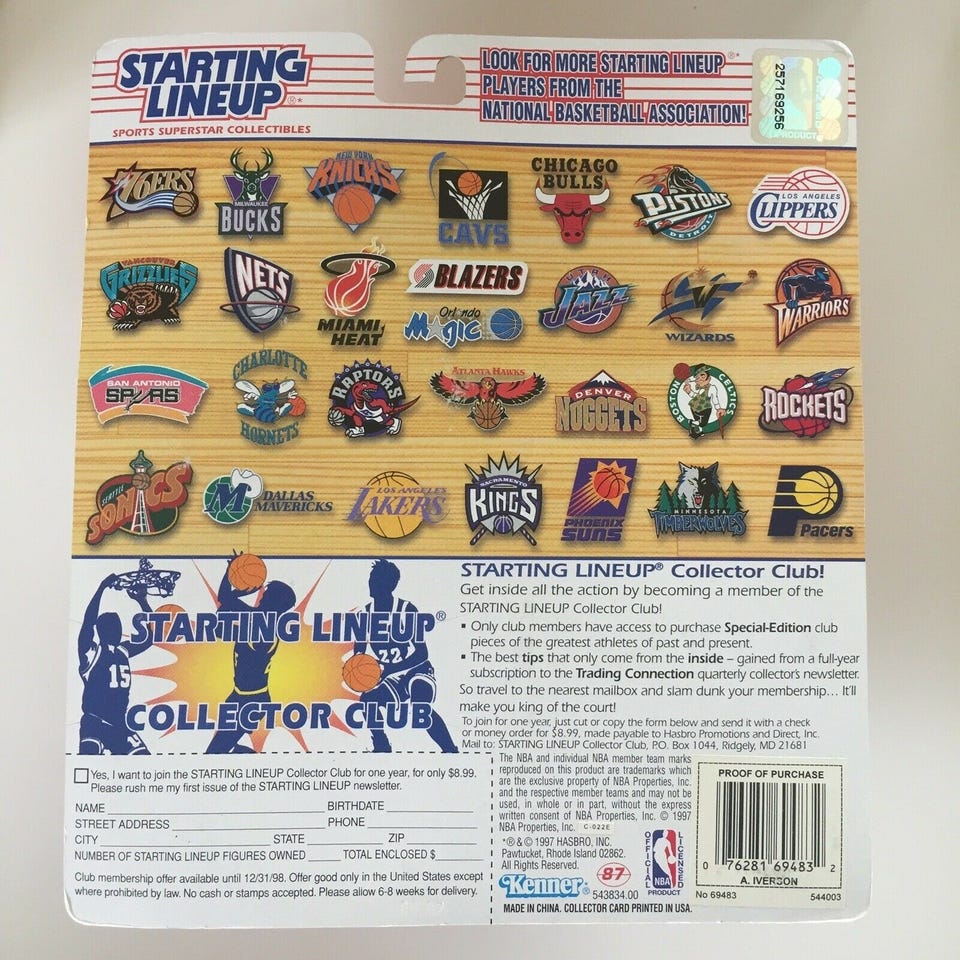 STARTING
LINEUP®*
SPORTS SUPERSTAR COLLECTIBLES
LOOK FOR MORE STARTING LINEUP®*
PLAYERS FROM THE
NATIONAL BASKETBALL ASSOCIATION!
257169256
PRODUCT
76ERS
MILWAUKEE
BUCKS
NEW YORK
KNICKS
CAVS
CHICAGO
BULLS
PISTONS
DETROIT
LOS ANGELES
CLIPPERS
VANCOUVER
GRIZZLIES
NETS
MIAMI
HEAT
BLAZERS
Orlando
Magic
UTAH
JAZZ
W
WIZARDS
WARRIORS
SAN ANTONIO
SPURS
CHARLOTTE
HORNETS
RAPTORS
ATLANTA HAWKS
DENVER
NUGGETS
BOSTON
CELTICS
ROCKETS
SEATTLE
SONICS
M
DALLAS
MAVERICKS
LOS ANGELES
LAKERS
SACRAMENTO
KINGS
PHOENIX
SUNS
MINNESOTA
TIMBERWOLVES
Pacers
STARTING LINEUP®
COLLECTOR CLUB
15
22
STARTING LINEUP® Collector Club!
Get inside all the action by becoming a member of the
STARTING LINEUP Collector Club!
▪ Only club members have access to purchase Special-Edition club
pieces of the greatest athletes of past and present.
▪ The best tips that only come from the inside – gained from a full-year
subscription to the Trading Connection quarterly collector's newsletter.
So travel to the nearest mailbox and slam dunk your membership... It'll
make you king of the court!
To join for one year, just cut or copy the form below and send it with a check
or money order for $8.99, made payable to Hasbro Promotions and Direct, Inc.
Mail to: STARTING LINEUP Collector Club, P.O. Box 1044, Ridgely, MD 21681
Yes, I want to join the STARTING LINEUP Collector Club for one year, for only $8.99.
Please rush me my first issue of the STARTING LINEUP newsletter.
NAME BIRTHDATE
STREET ADDRESS PHONE
CITY STATE ZIP
NUMBER OF STARTING LINEUP FIGURES OWNED TOTAL ENCLOSED $
Club membership offer available until 12/31/98. Offer good only in the United States except
where prohibited by law. No cash or stamps accepted. Please allow 6-8 weeks for delivery.
The NBA and individual NBA member team marks
reproduced on this product are trademarks which
are the exclusive property of NBA Properties, Inc.
and the respective member teams and may not be
used, in whole or in part, without the express
written consent of NBA Properties, Inc. © 1997
NBA Properties, Inc. C-022E
*® & © 1997 HASBRO, INC.
Pawtucket, Rhode Island 02862.
All Rights Reserved.
Kenner®
87
543834.00
MADE IN CHINA. COLLECTOR CARD PRINTED IN USA.
OFFICIAL
LICENSED
NBA
PRODUCT
PROOF OF PURCHASE
0 76281 69483 2
A. IVERSON
No 69483
544003